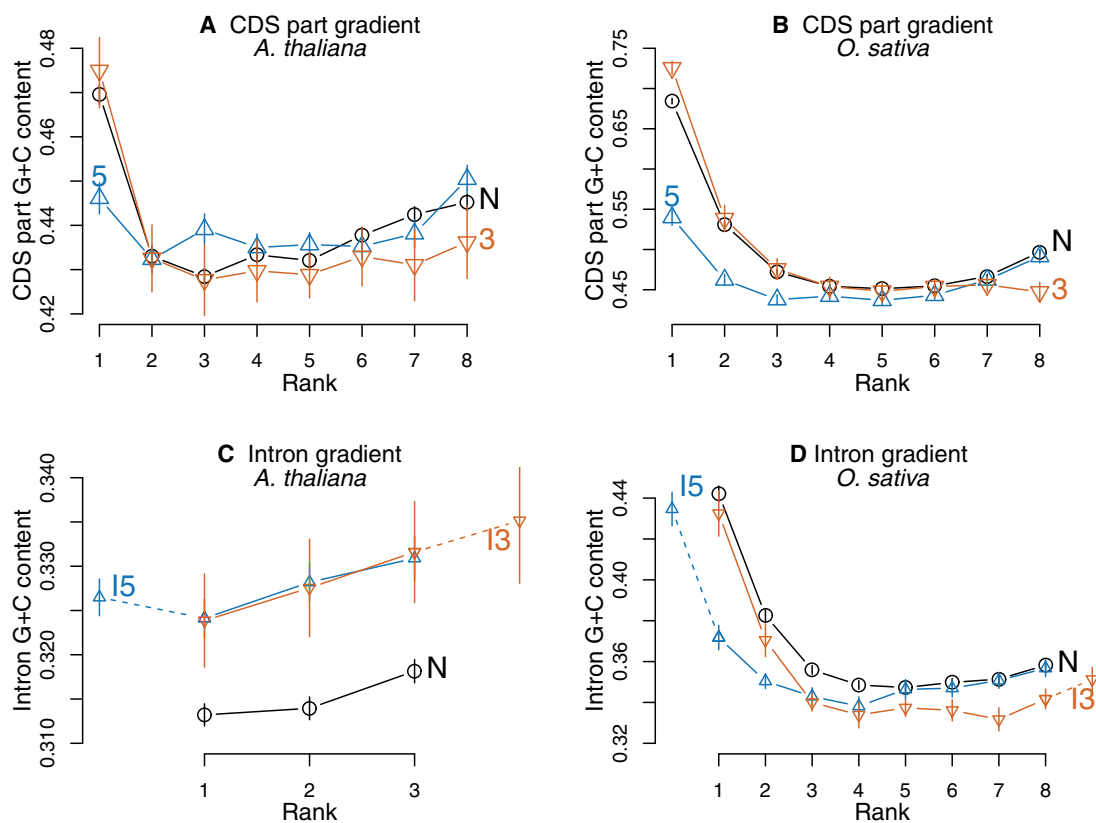 A CDS part gradient
A. thaliana
CDS part G+C content
0.48
0.46
0.44
0.42
5
N
3
1 2 3 4 5 6 7 8
Rank
B CDS part gradient
O. sativa
CDS part G+C content
0.75
0.65
0.55
0.45
5
N
3
1 2 3 4 5 6 7 8
Rank
C Intron gradient
A. thaliana
Intron G+C content
0.340
0.330
0.320
0.310
I5
I3
N
1 2 3
Rank
D Intron gradient
O. sativa
Intron G+C content
0.44
0.40
0.36
0.32
I5
N
I3
1 2 3 4 5 6 7 8
Rank